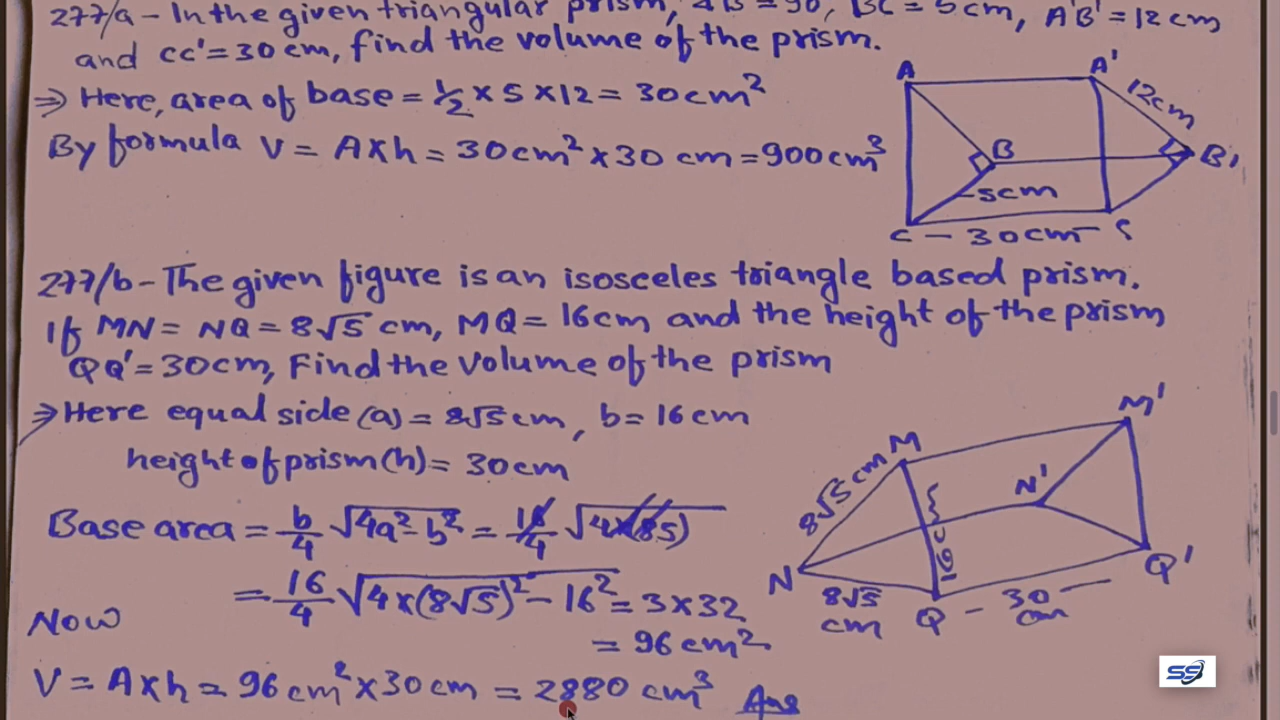 277/a - In the given triangular prism, ∠B = 90, BC = 5cm, A'B' = 12 cm
and CC' = 30 cm, find the volume of the prism.
⇒ Here, area of base = 1/2 × 5 × 12 = 30cm²
By formula V = A×h = 30cm² × 30 cm = 900cm³
A
A'
12cm
B
B'
5cm
C - 30cm - C
277/b - The given figure is an isosceles triangle based prism.
If MN = NQ = 8√5 cm, MQ = 16cm and the height of the prism
QQ' = 30cm, Find the volume of the prism
⇒ Here equal side (a) = 8√5 cm, b = 16 cm
height of prism (h) = 30cm
Base area = b/4 √4a²-b² = 16/4 √4×(85)
= 16/4 √4×(8√5)² - 16² = 3×32
= 96 cm²
Now
V = A×h = 96 cm² × 30 cm = 2880 cm³ Ans
M'
M
8√5 cm
N'
16cm
N
Q'
8√5 cm
Q - 30 cm
S9